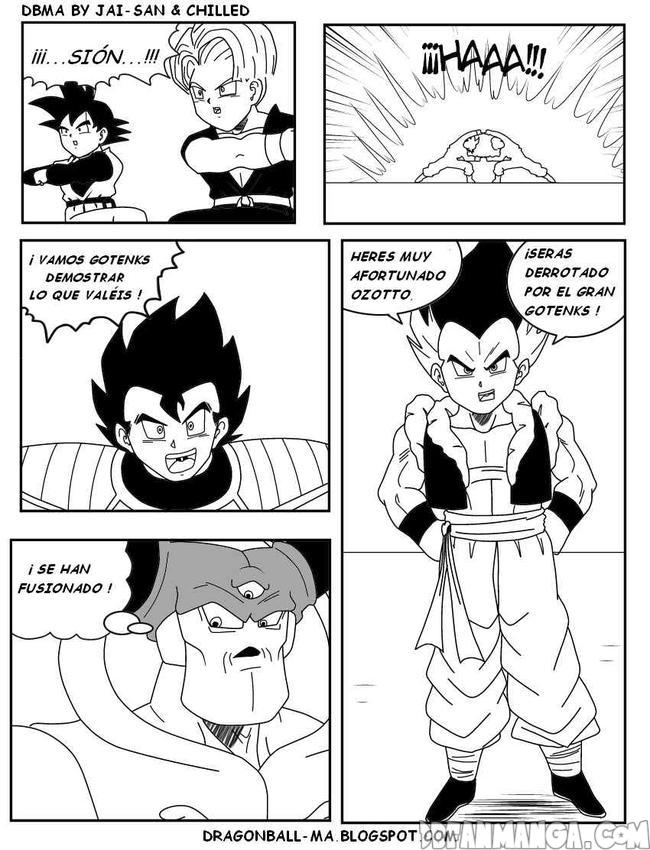 DBMA BY JAI-SAN & CHILLED
¡¡¡...SIÓN...!!!
¡¡¡HAAA!!!
¡ VAMOS GOTENKS
DEMOSTRAR
LO QUE VALÉIS !
HERES MUY
AFORTUNADO
OZOTTO.
¡SERAS
DERROTADO
POR EL GRAN
GOTENKS !
¡ SE HAN
FUSIONADO !
DRAGONBALL-MA.BLOGSPOT.COM